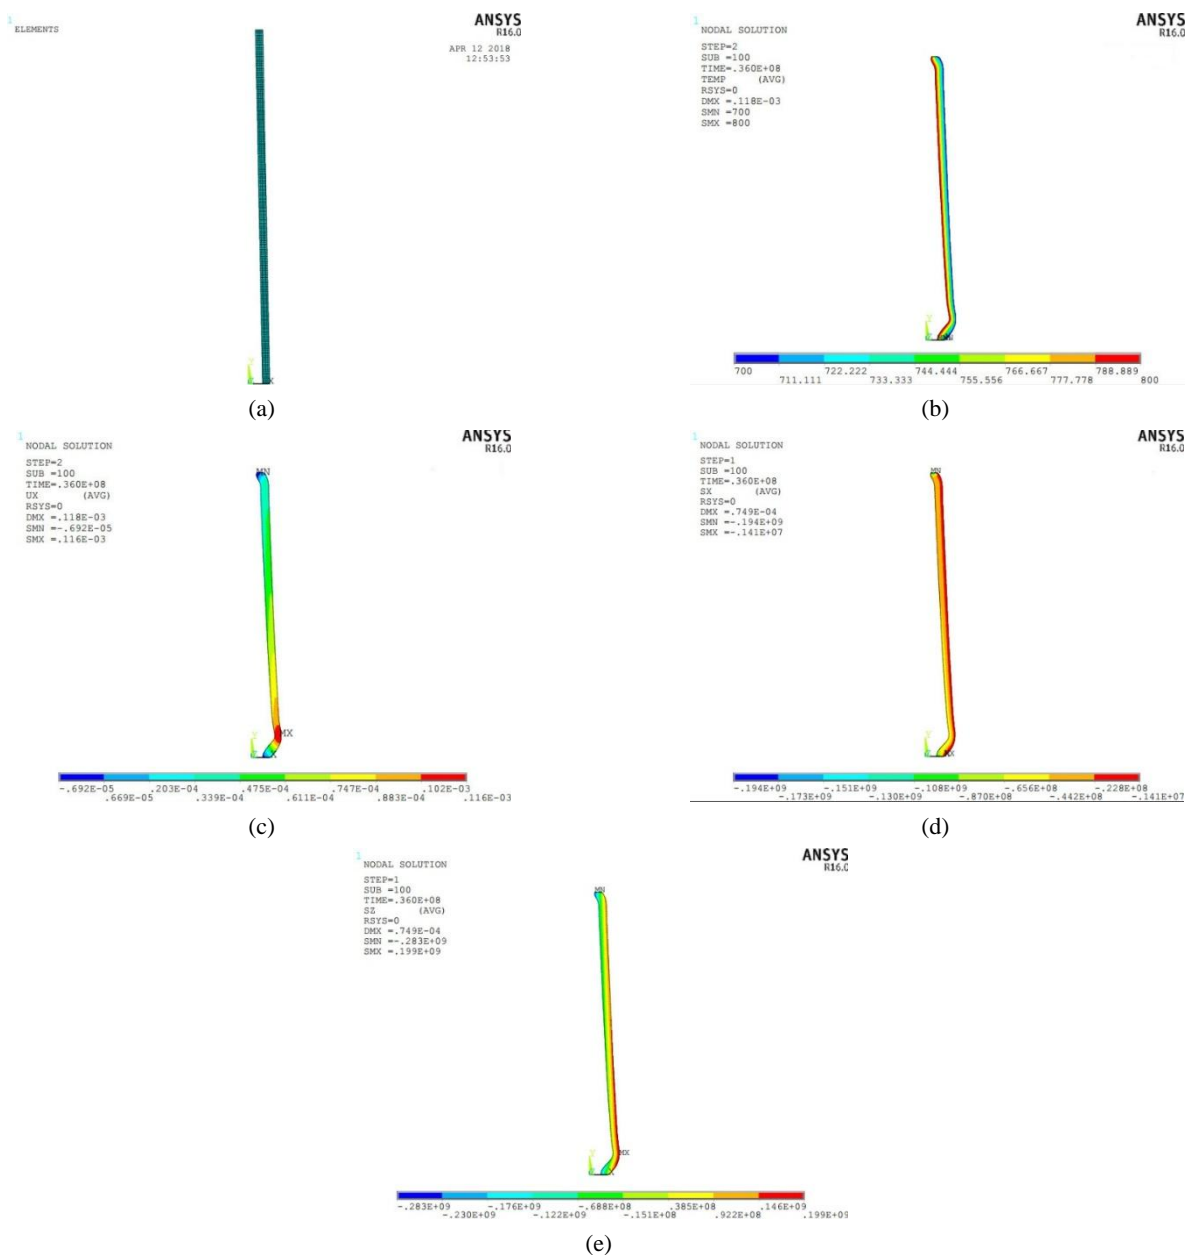 1
ELEMENTS
ANSYS
R16.0
APR 12 2018
12:53:53
Y
X
(a)
1
NODAL SOLUTION
STEP=2
SUB =100
TIME=.360E+08
TEMP (AVG)
RSYS=0
DMX =.118E-03
SMN =700
SMX =800
ANSYS
R16.0
700 722.222 744.444 766.667 788.889
711.111 733.333 755.556 777.778 800
(b)
1
NODAL SOLUTION
STEP=2
SUB =100
TIME=.360E+08
UX (AVG)
RSYS=0
DMX =.118E-03
SMN =-.692E-05
SMX =.116E-03
ANSYS
R16.0
MN
MX
-.692E-05 .203E-04 .475E-04 .747E-04 .102E-03
.669E-05 .339E-04 .611E-04 .883E-04 .116E-03
(c)
1
NODAL SOLUTION
STEP=1
SUB =100
TIME=.360E+08
SX (AVG)
RSYS=0
DMX =.749E-04
SMN =-.194E+09
SMX =-.141E+07
ANSYS
R16.0
MN
MX
-.194E+09 -.151E+09 -.108E+09 -.656E+08 -.228E+08
-.173E+09 -.130E+09 -.870E+08 -.442E+08 -.141E+07
(d)
1
NODAL SOLUTION
STEP=1
SUB =100
TIME=.360E+08
SZ (AVG)
RSYS=0
DMX =.749E-04
SMN =-.283E+09
SMX =.199E+09
ANSYS
R16.0
MN
MX
-.283E+09 -.176E+09 -.688E+08 .385E+08 .146E+09
-.230E+09 -.122E+09 -.151E+08 .922E+08 .199E+09
(e)